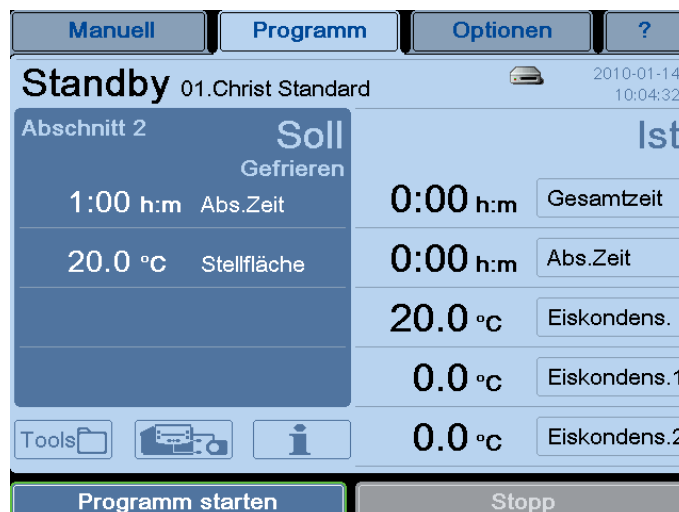 Manuell Programm Optionen ?
Standby 01.Christ Standard
2010-01-14
10:04:32
Abschnitt 2 Soll
Gefrieren
1:00 h:m Abs.Zeit
20.0 °C Stellfläche
Ist
0:00 h:m Gesamtzeit
0:00 h:m Abs.Zeit
20.0 °C Eiskondens.
0.0 °C Eiskondens.1
0.0 °C Eiskondens.2
Tools i
Programm starten Stopp